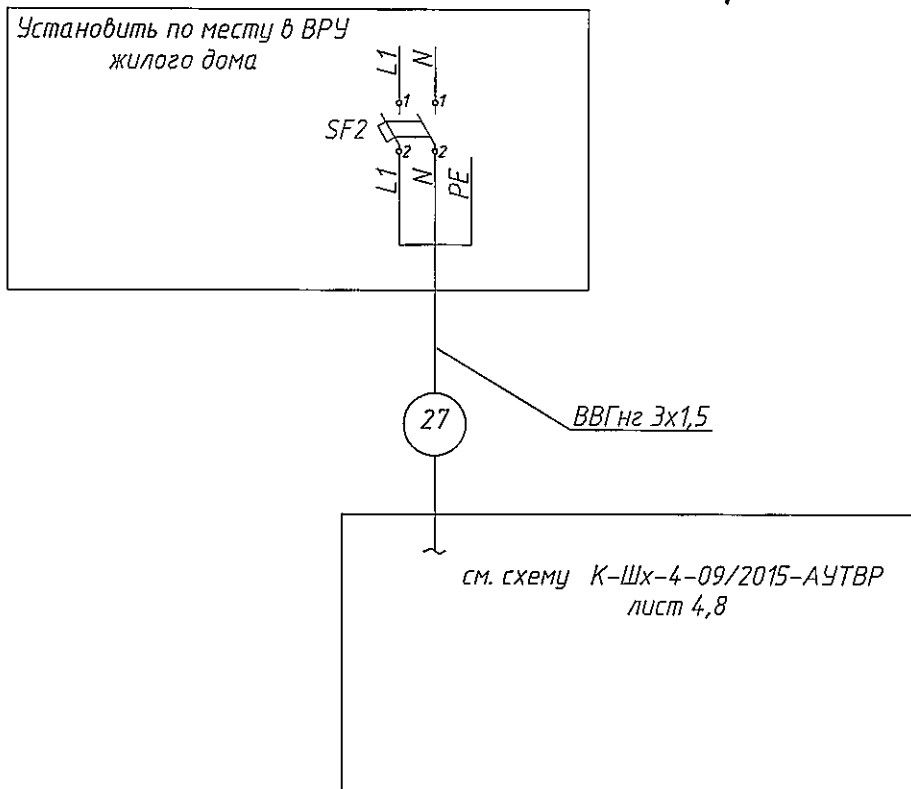 Установить по месту в ВРУ
жилого дома
L1 N
1 1
SF2
2 2
L1 N PE
27
ВВГнг 3х1,5
см. схему К-Шх-4-09/2015-АУТВР
лист 4,8